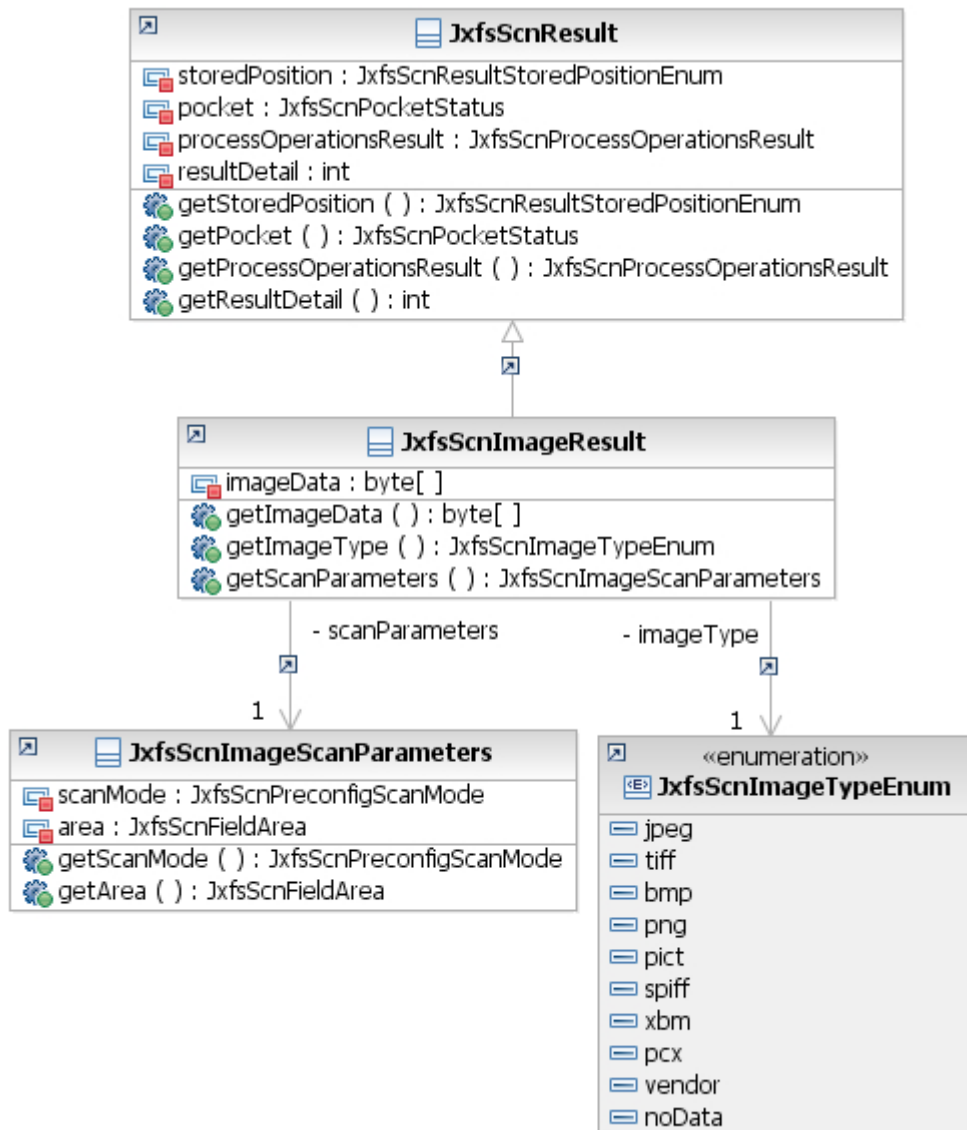 JxfsScnResult
storedPosition : JxfsScnResultStoredPositionEnum
pocket : JxfsScnPocketStatus
processOperationsResult : JxfsScnProcessOperationsResult
resultDetail : int
getStoredPosition ( ) : JxfsScnResultStoredPositionEnum
getPocket ( ) : JxfsScnPocketStatus
getProcessOperationsResult ( ) : JxfsScnProcessOperationsResult
getResultDetail ( ) : int
JxfsScnImageResult
imageData : byte[ ]
getImageData ( ) : byte[ ]
getImageType ( ) : JxfsScnImageTypeEnum
getScanParameters ( ) : JxfsScnImageScanParameters
- scanParameters
- imageType
1
1
JxfsScnImageScanParameters
scanMode : JxfsScnPreconfigScanMode
area : JxfsScnFieldArea
getScanMode ( ) : JxfsScnPreconfigScanMode
getArea ( ) : JxfsScnFieldArea
«enumeration»
<E> JxfsScnImageTypeEnum
jpeg
tiff
bmp
png
pict
spiff
xbm
pcx
vendor
noData